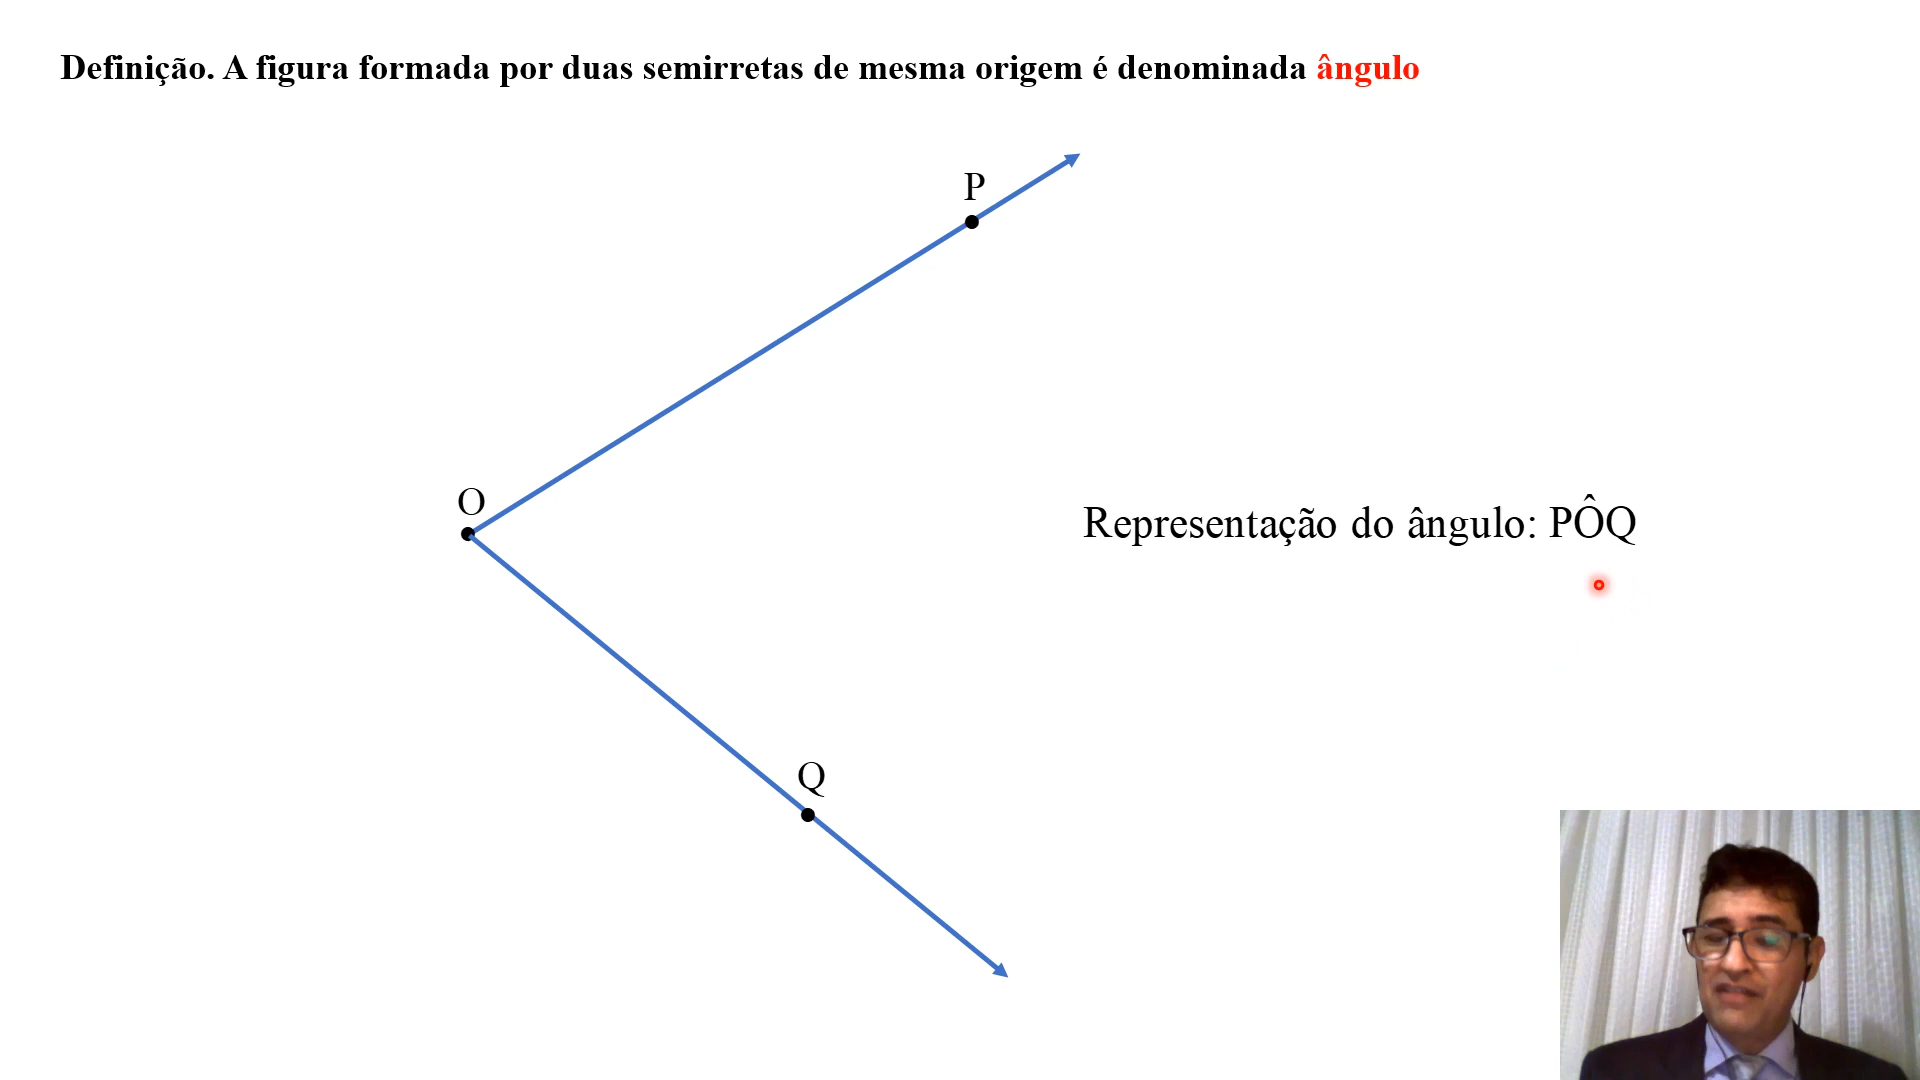 Definição. A figura formada por duas semirretas de mesma origem é denominada ângulo
P
O
Representação do ângulo: PÔQ
Q